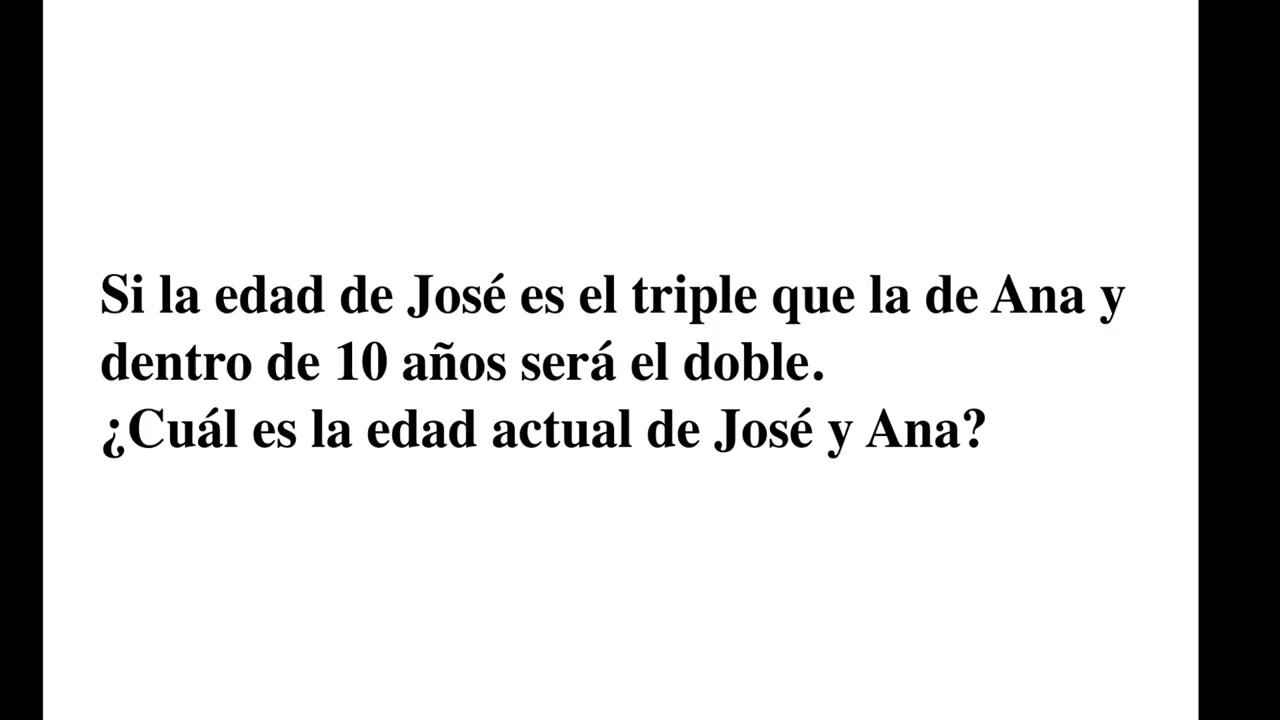 Si la edad de José es el triple que la de Ana y
dentro de 10 años será el doble.
¿Cuál es la edad actual de José y Ana?